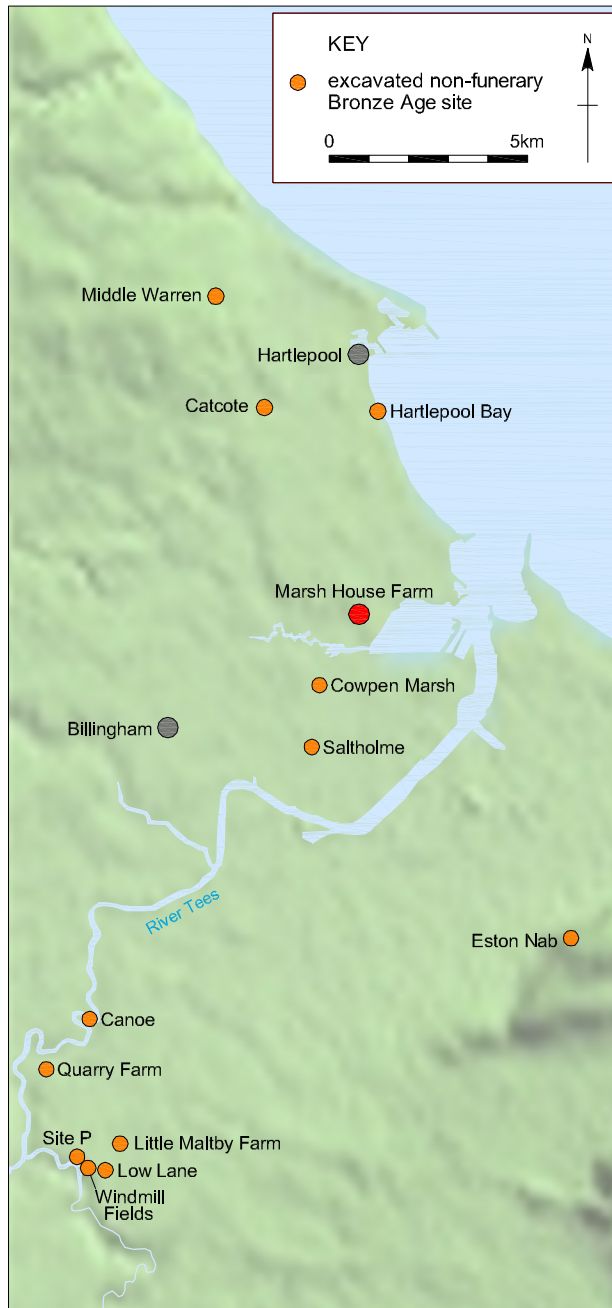 KEY
N
excavated non-funerary
Bronze Age site
0 5km
Middle Warren
Hartlepool
Catcote
Hartlepool Bay
Marsh House Farm
Cowpen Marsh
Billingham
Saltholme
River Tees
Eston Nab
Canoe
Quarry Farm
Site P
Little Maltby Farm
Low Lane
Windmill
Fields